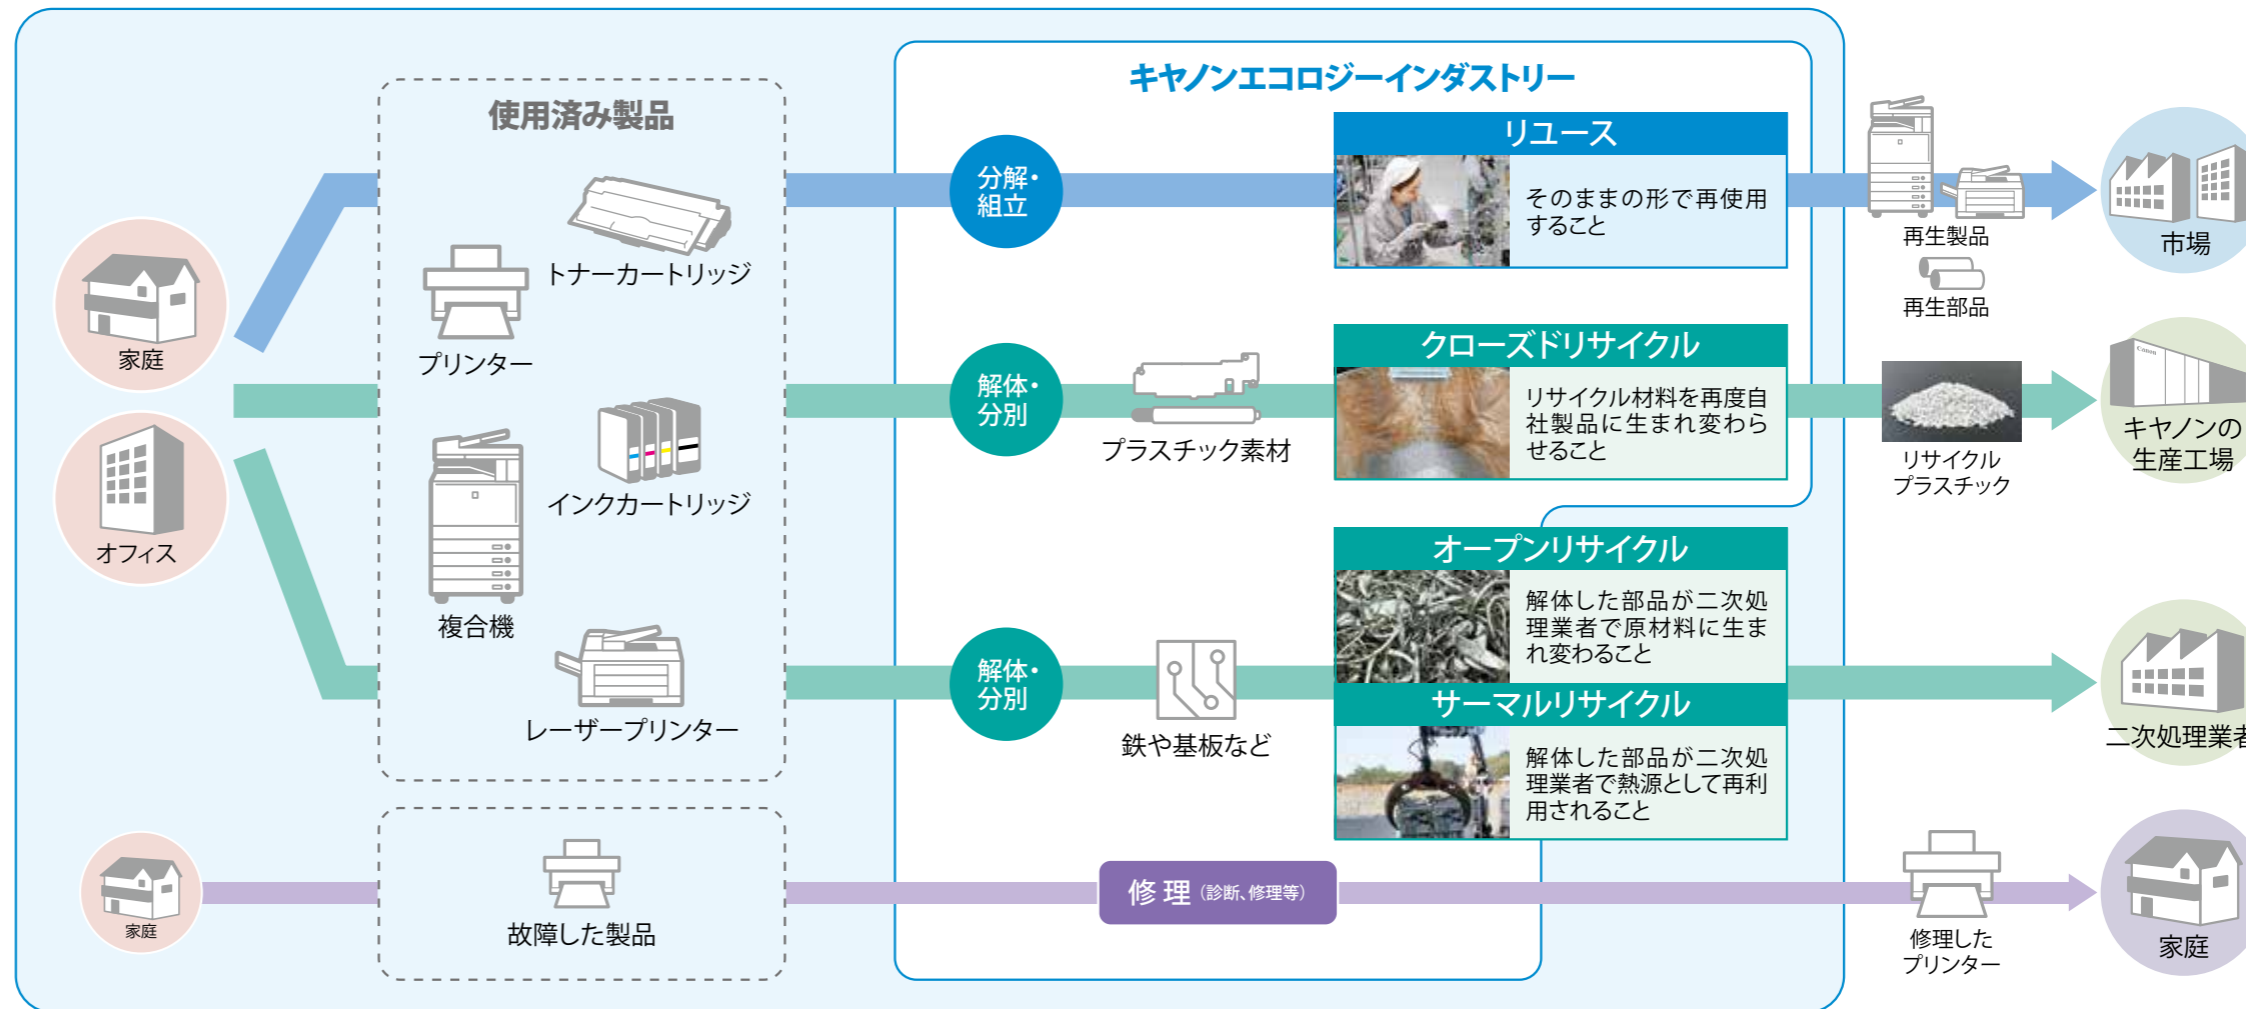 キヤノンエコロジーインダストリー
使用済み製品
家庭
オフィス
トナーカートリッジ
プリンター
インクカートリッジ
複合機
レーザープリンター
分解・
組立
リユース
そのままの形で再使用
すること
再生製品
再生部品
市場
解体・
分別
プラスチック素材
クローズドリサイクル
リサイクル材料を再度自
社製品に生まれ変わら
せること
リサイクル
プラスチック
Canon
キヤノンの
生産工場
解体・
分別
鉄や基板など
オープンリサイクル
解体した部品が二次処
理業者で原材料に生ま
れ変わること
サーマルリサイクル
解体した部品が二次処
理業者で熱源として再利
用されること
二次処理業者
家庭
故障した製品
修理(診断、修理等)
修理した
プリンター
家庭